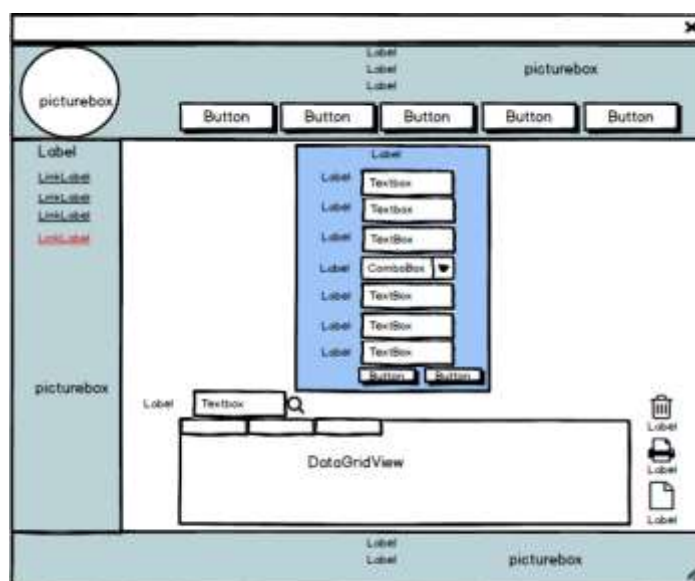 Label
Label
Label
picturebox
picturebox
Button Button Button Button Button
Label
LinkLabel
LinkLabel
LinkLabel
LinkLabel
picturebox
Label
Label Textbox
Label Textbox
Label TextBox
Label ComboBox
Label TextBox
Label TextBox
Label TextBox
Button Button
Label Textbox
DataGridView
Label
Label
Label
Label
Label
picturebox